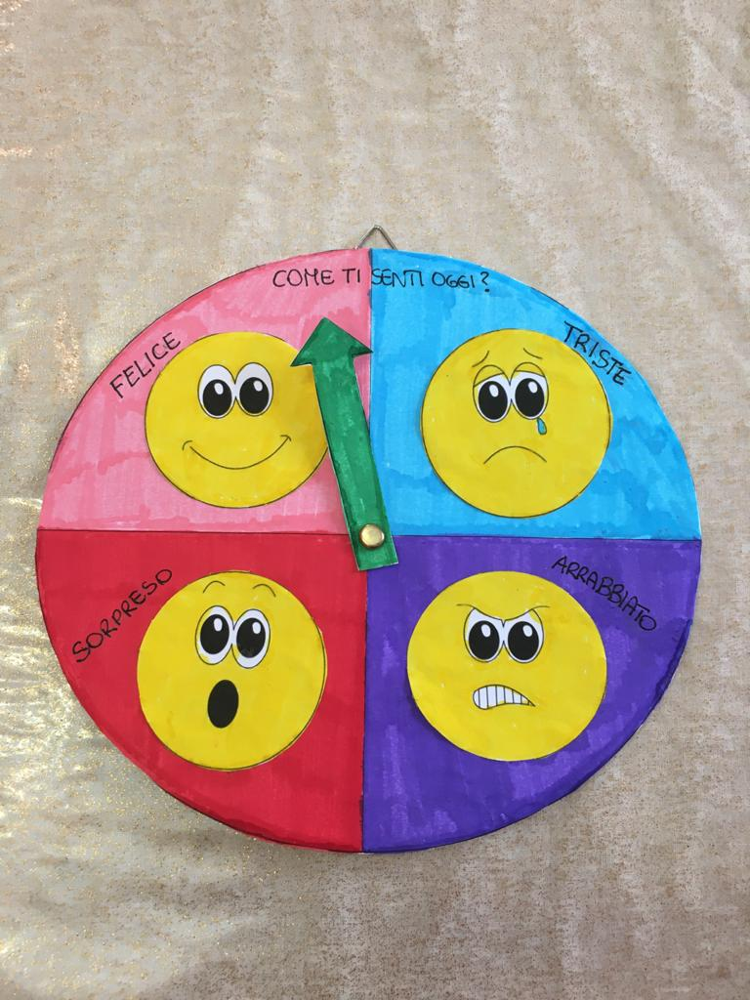 COME TI SENTI OGGI?
FELICE
TRISTE
SORPRESO
ARRABBIATO